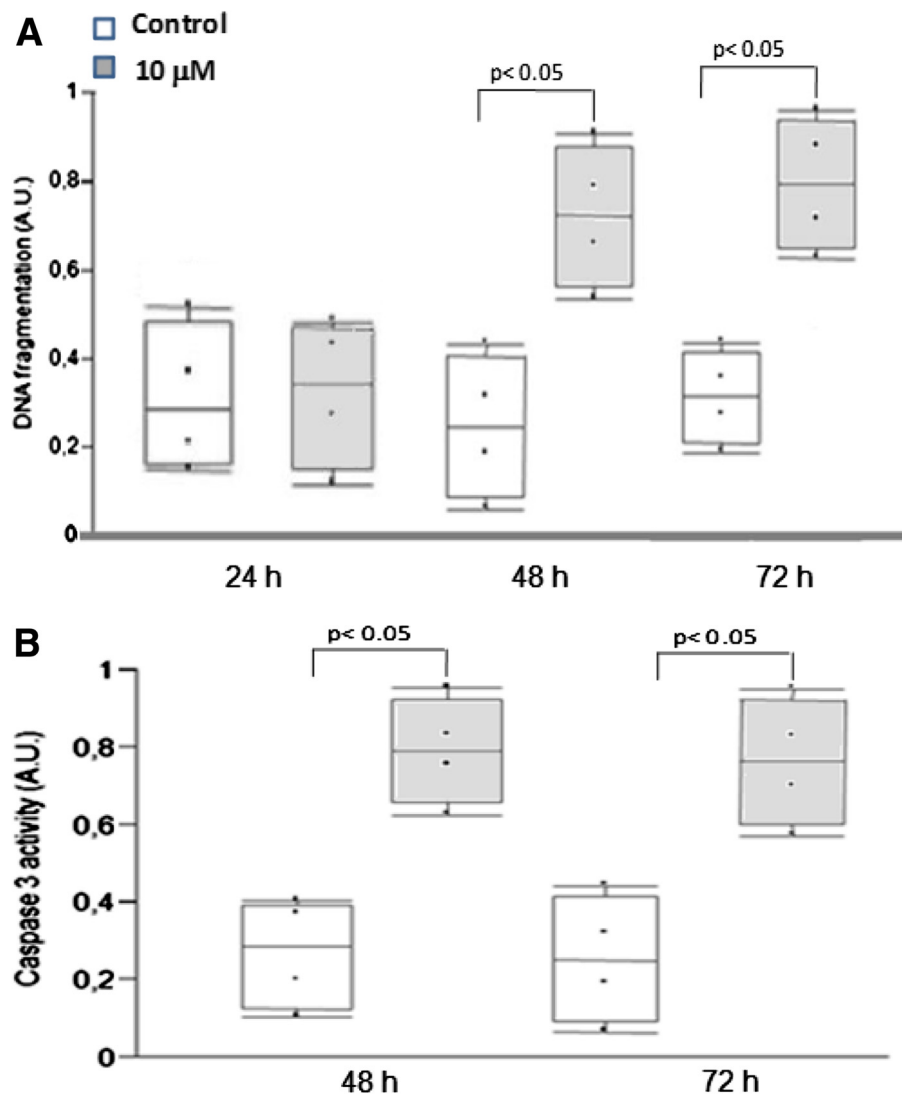 A
Control
10 µM
p< 0.05
p< 0.05
DNA fragmentation (A.U.)
1
0,8
0,6
0,4
0,2
0
24 h
48 h
72 h
B
p< 0.05
p< 0.05
Caspase 3 activity (A.U.)
1
0,8
0,6
0,4
0,2
0
48 h
72 h